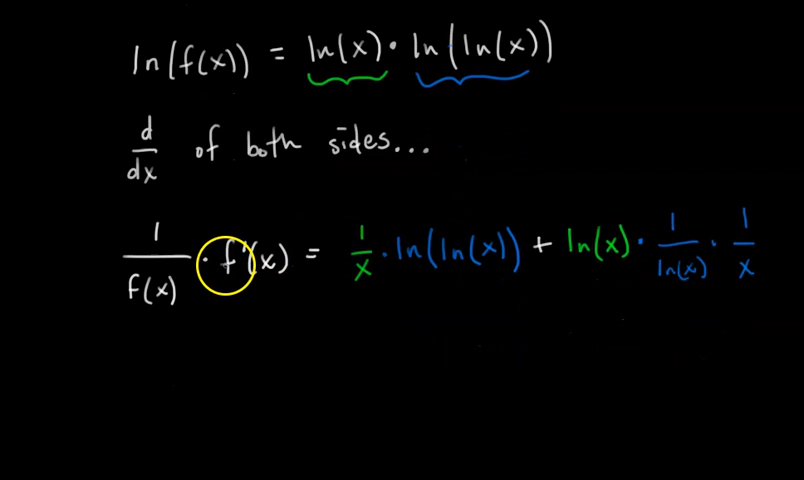 ln(f(x)) = ln(x) · ln(ln(x))
d/dx of both sides...
1/f(x) · f'(x) = 1/x · ln(ln(x)) + ln(x) · 1/ln(x) · 1/x